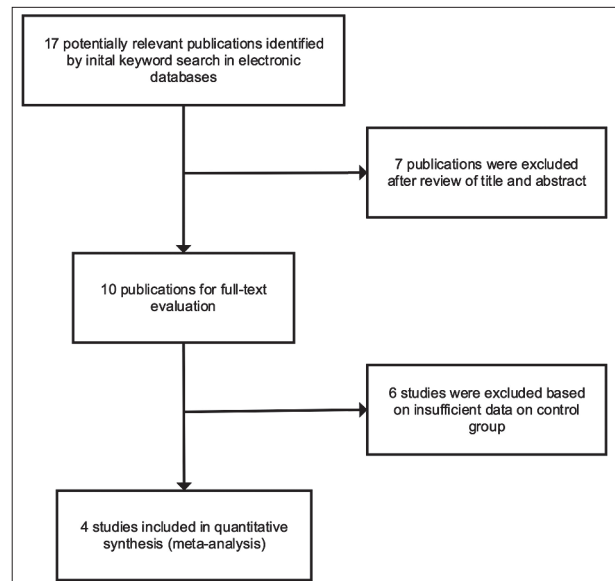 17 potentially relevant publications identified
by inital keyword search in electronic
databases
7 publications were excluded
after review of title and abstract
10 publications for full-text
evaluation
6 studies were excluded based
on insufficient data on control
group
4 studies included in quantitative
synthesis (meta-analysis)